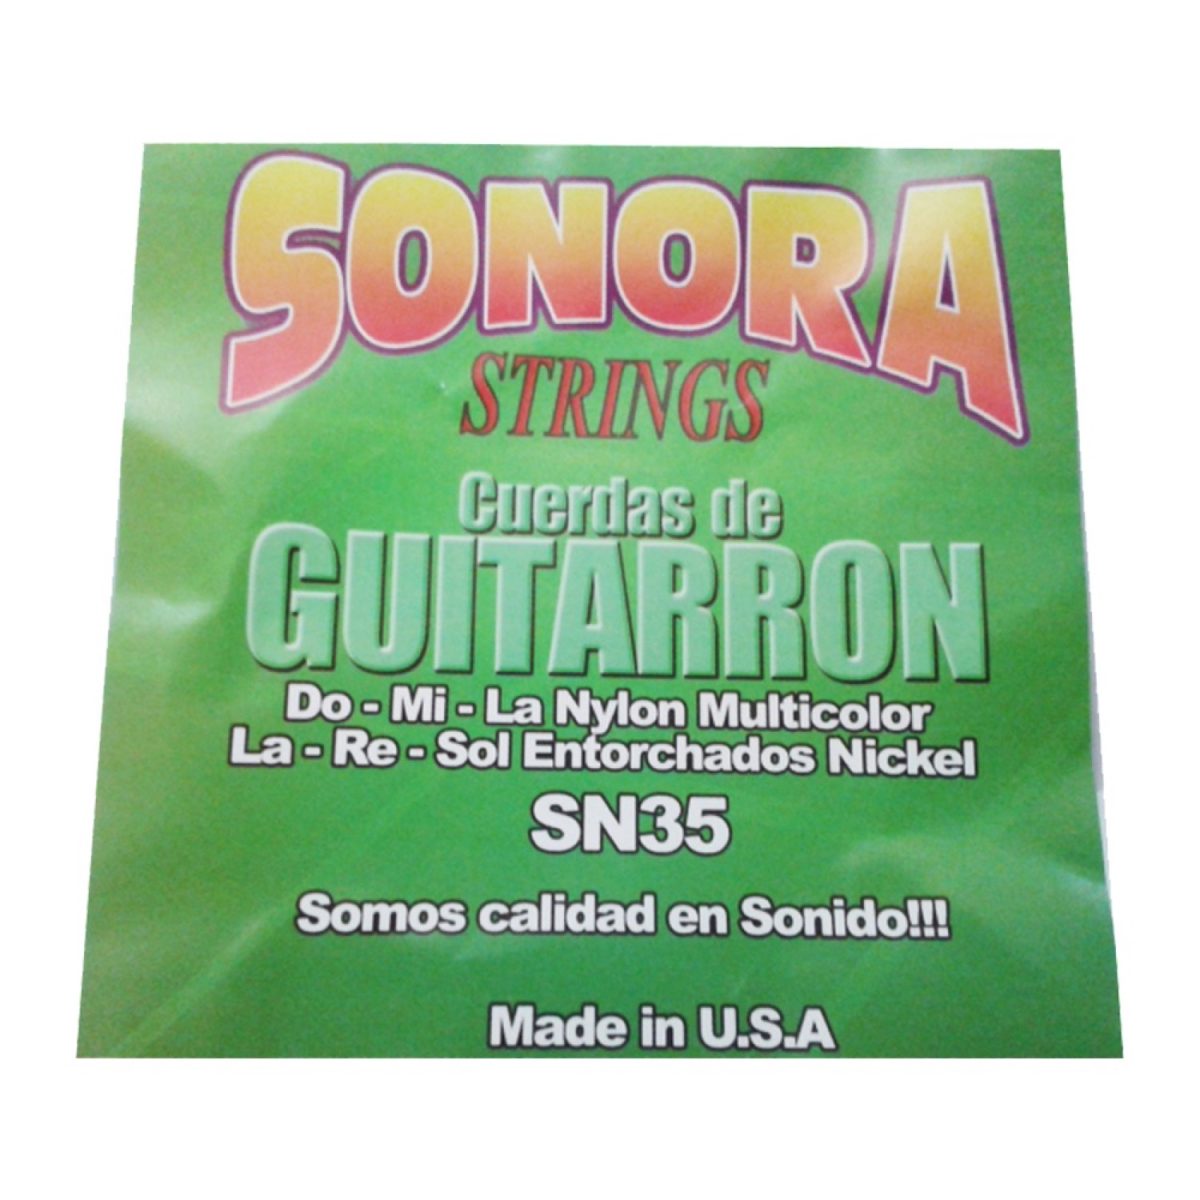 SONORA
STRINGS
Cuerdas de
GUITARRON
Do - Mi - La Nylon Multicolor
La - Re - Sol Entorchados Nickel
SN35
Somos calidad en Sonido!!!
Made in U.S.A